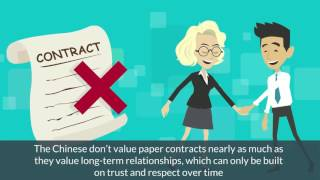 CONTRACT
The Chinese don't value paper contracts nearly as much as
they value long-term relationships, which can only be built
on trust and respect over time